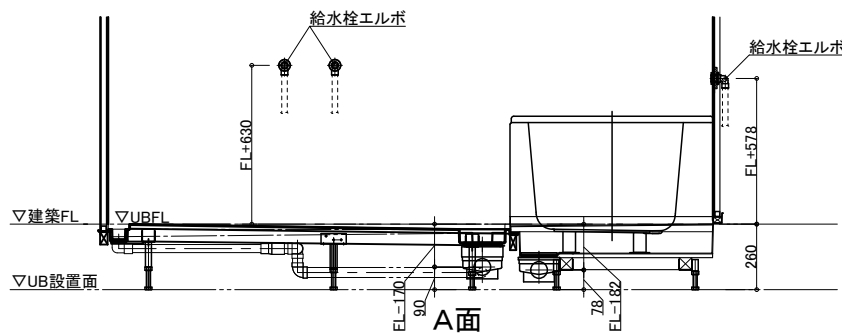 給水栓エルボ
給水栓エルボ
FL+630
FL+578
▽建築FL
▽UBFL
260
▽UB設置面
FL-170
90
A面
78
FL-182